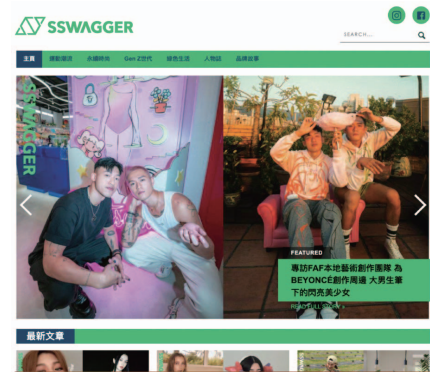 SSWAGGER
SEARCH...
主頁 運動潮流 永續時尚 Gen Z世代 綠色生活 人物誌 品牌故事
SSWAGGER
FEATURED
專訪FAF本地藝術創作團隊 為
BEYONCÉ創作周邊 大男生筆
下的閃亮美少女
READ FULL STORY
最新文章